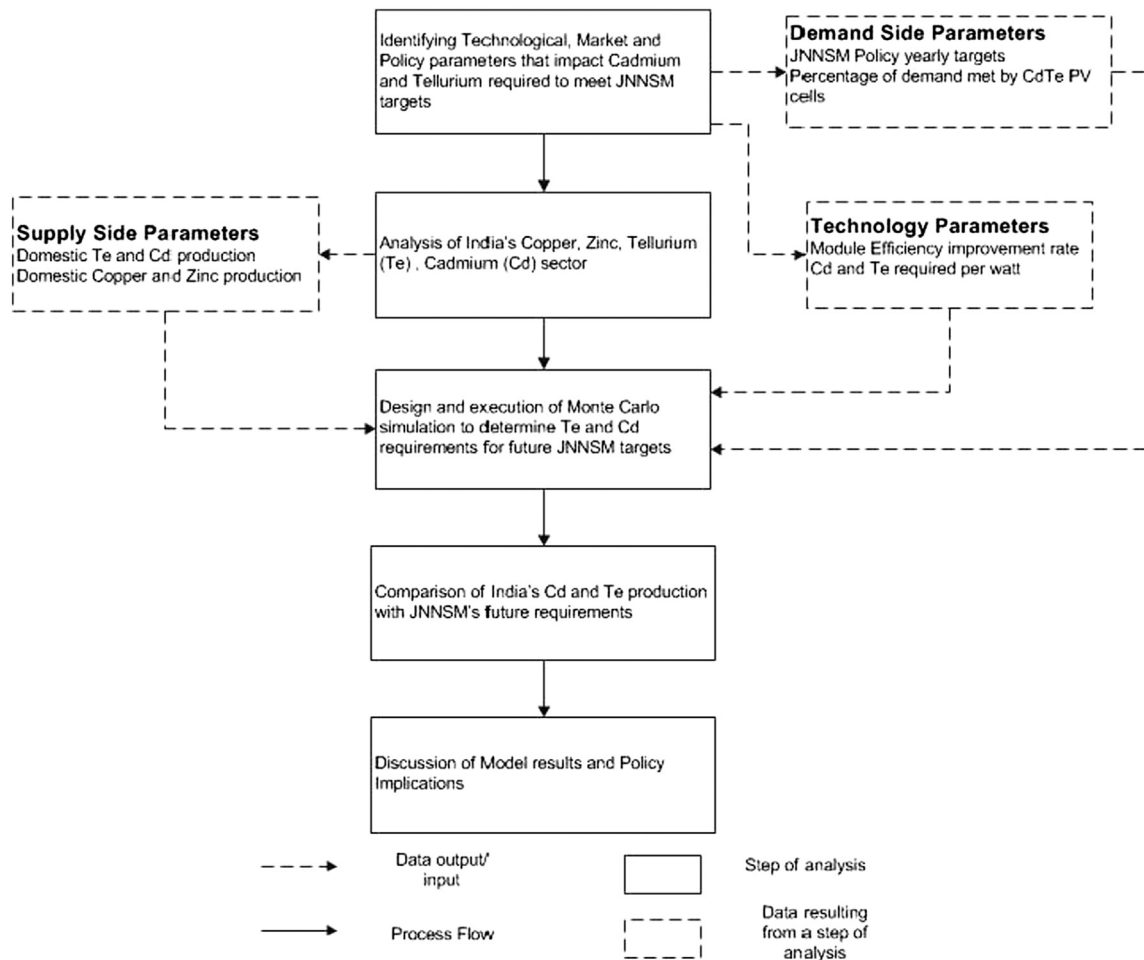 Identifying Technological, Market and
Policy parameters that impact Cadmium
and Tellurium required to meet JNNSM
targets
Demand Side Parameters
JNNSM Policy yearly targets
Percentage of demand met by CdTe PV
cells
Supply Side Parameters
Domestic Te and Cd production
Domestic Copper and Zinc production
Analysis of India's Copper, Zinc, Tellurium
(Te) , Cadmium (Cd) sector
Technology Parameters
Module Efficiency improvement rate
Cd and Te required per watt
Design and execution of Monte Carlo
simulation to determine Te and Cd
requirements for future JNNSM targets
Comparison of India's Cd and Te production
with JNNSM's future requirements
Discussion of Model results and Policy
Implications
Data output/'
input
Step of analysis
Process Flow
Data resulting
from a step of
analysis